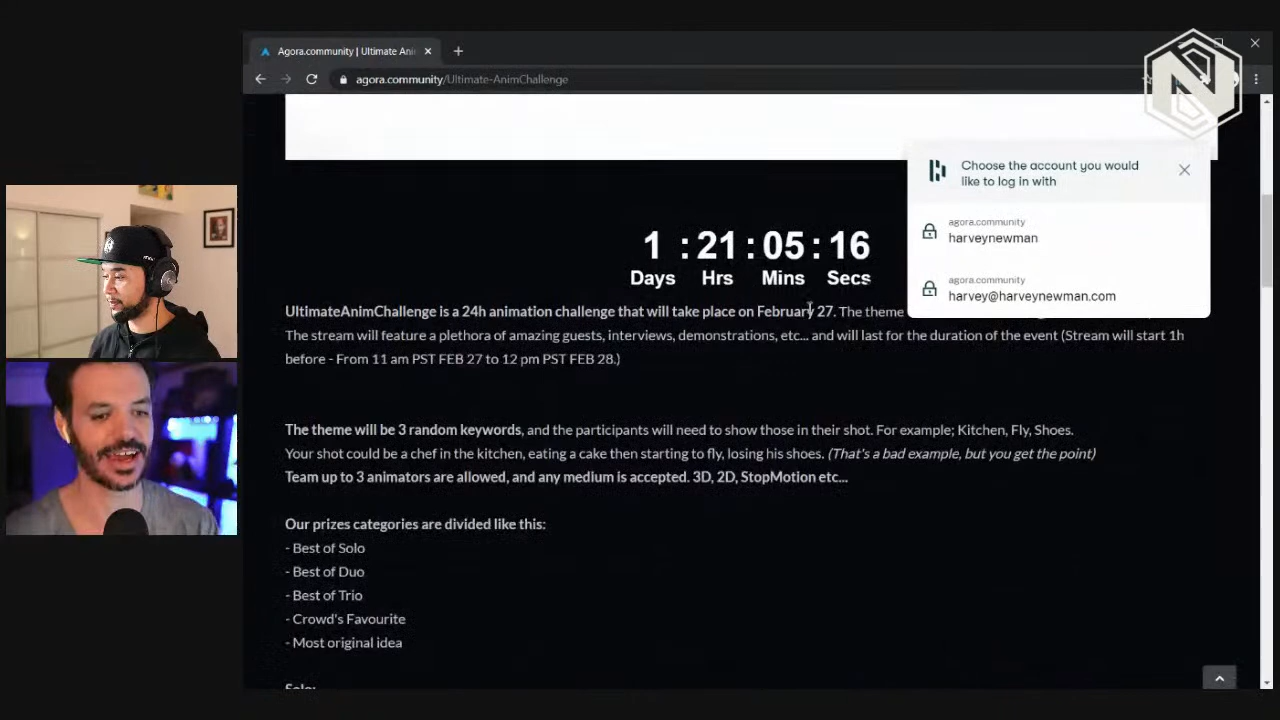 Agora.community | Ultimate Ani
agora.community/Ultimate-AnimChallenge
Choose the account you would
like to log in with
agora.community
harveynewman
agora.community
harvey@harveynewman.com
1 : 21 : 05 : 16
Days Hrs Mins Secs
UltimateAnimChallenge is a 24h animation challenge that will take place on February 27. The theme
The stream will feature a plethora of amazing guests, interviews, demonstrations, etc... and will last for the duration of the event (Stream will start 1h
before - From 11 am PST FEB 27 to 12 pm PST FEB 28.)
The theme will be 3 random keywords, and the participants will need to show those in their shot. For example; Kitchen, Fly, Shoes.
Your shot could be a chef in the kitchen, eating a cake then starting to fly, losing his shoes. (That's a bad example, but you get the point)
Team up to 3 animators are allowed, and any medium is accepted. 3D, 2D, StopMotion etc...
Our prizes categories are divided like this:
- Best of Solo
- Best of Duo
- Best of Trio
- Crowd's Favourite
- Most original idea
Solo: